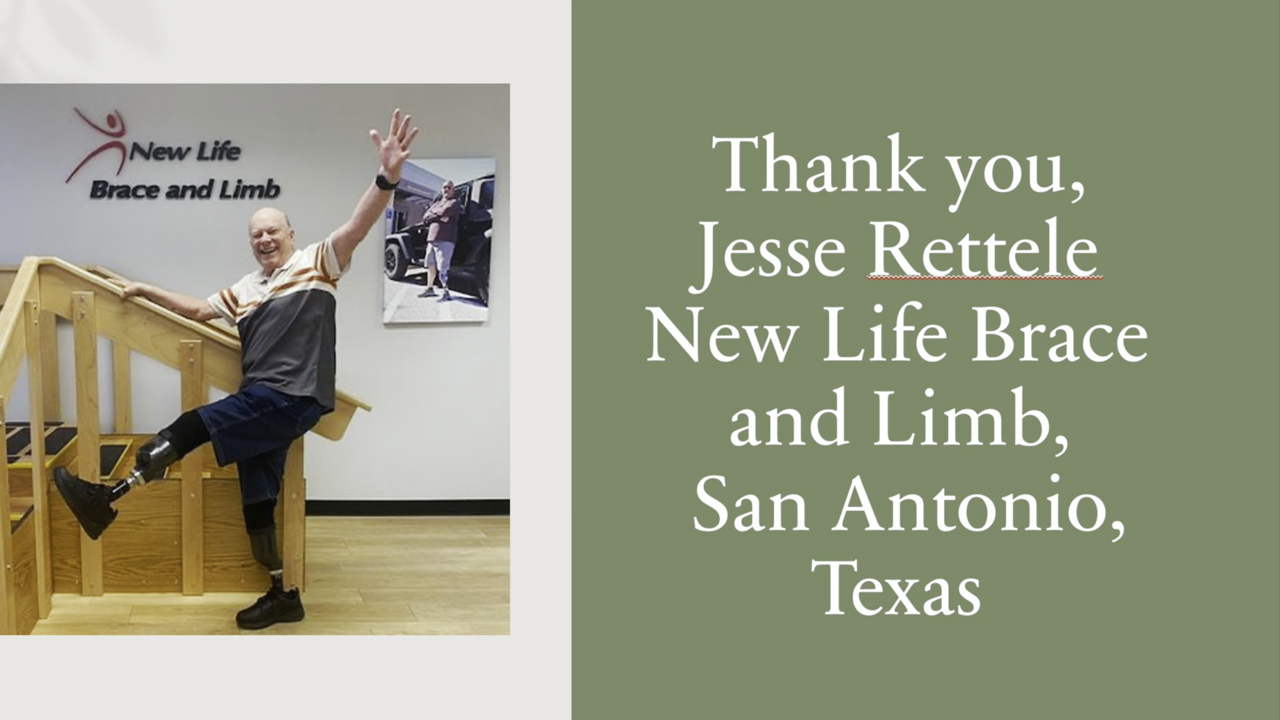 New Life
Brace and Limb
Thank you,
Jesse Rettele
New Life Brace
and Limb,
San Antonio,
Texas